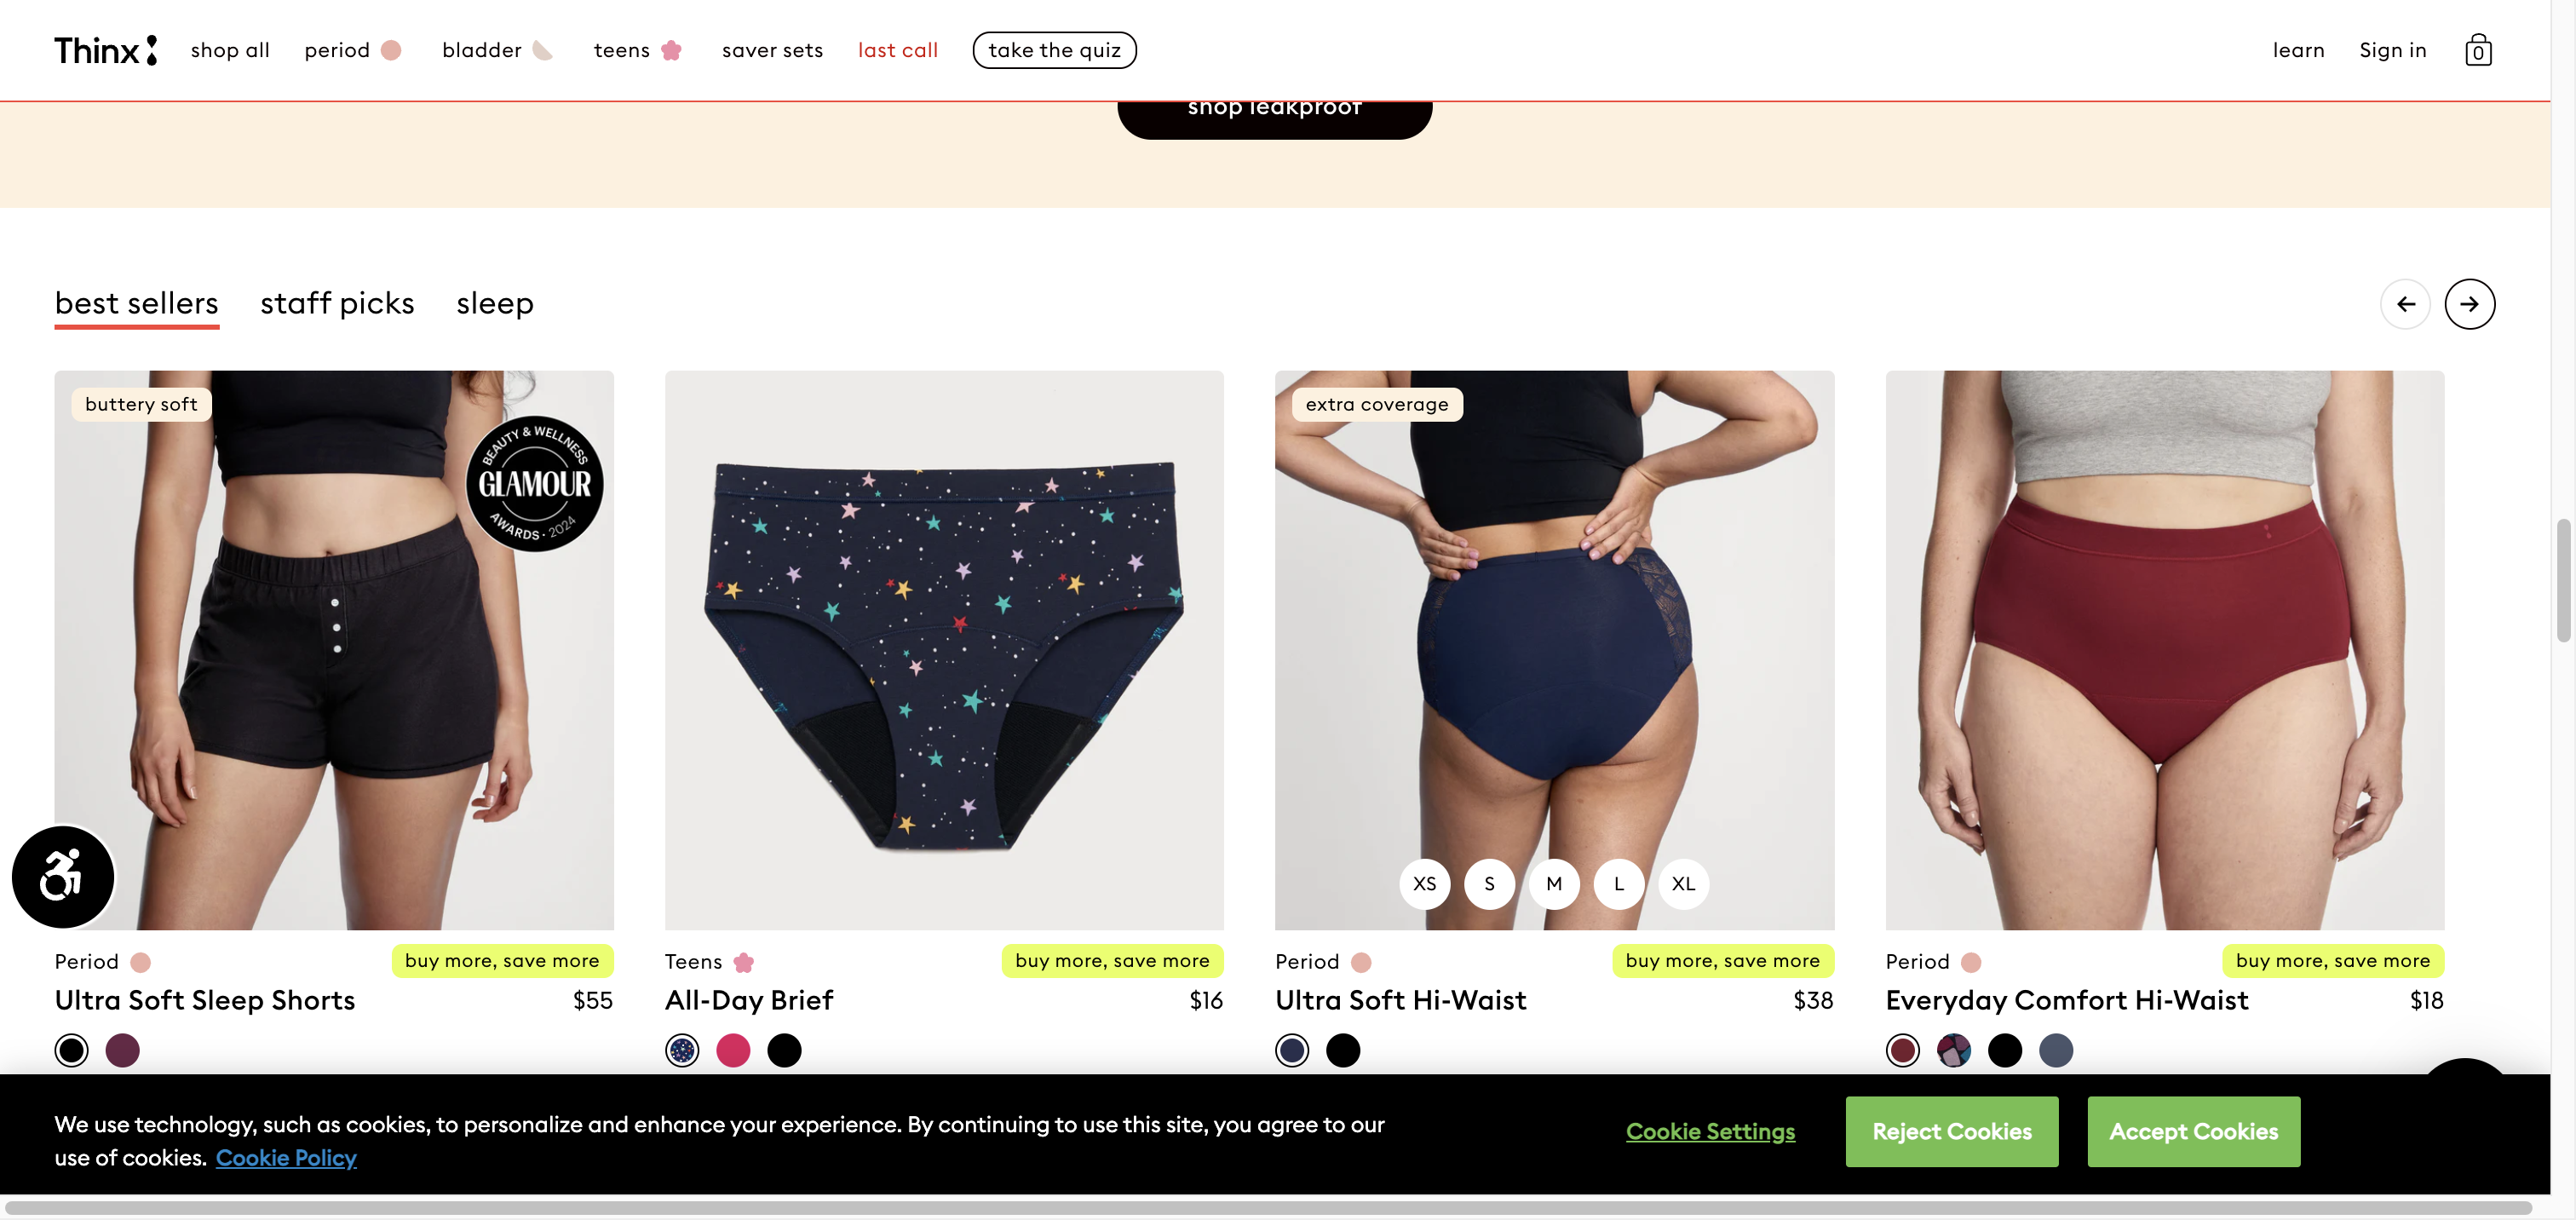 Thinx
shop all
period
bladder
teens
saver sets
last call
take the quiz
learn
Sign in
0
shop leakproof
best sellers
staff picks
sleep
buttery soft
BEAUTY & WELLNESS
GLAMOUR
AWARDS · 2024
extra coverage
XS
S
M
L
XL
Period
buy more, save more
Ultra Soft Sleep Shorts
$55
Teens
buy more, save more
All-Day Brief
$16
Period
buy more, save more
Ultra Soft Hi-Waist
$38
Period
buy more, save more
Everyday Comfort Hi-Waist
$18
We use technology, such as cookies, to personalize and enhance your experience. By continuing to use this site, you agree to our
use of cookies. Cookie Policy
Cookie Settings
Reject Cookies
Accept Cookies